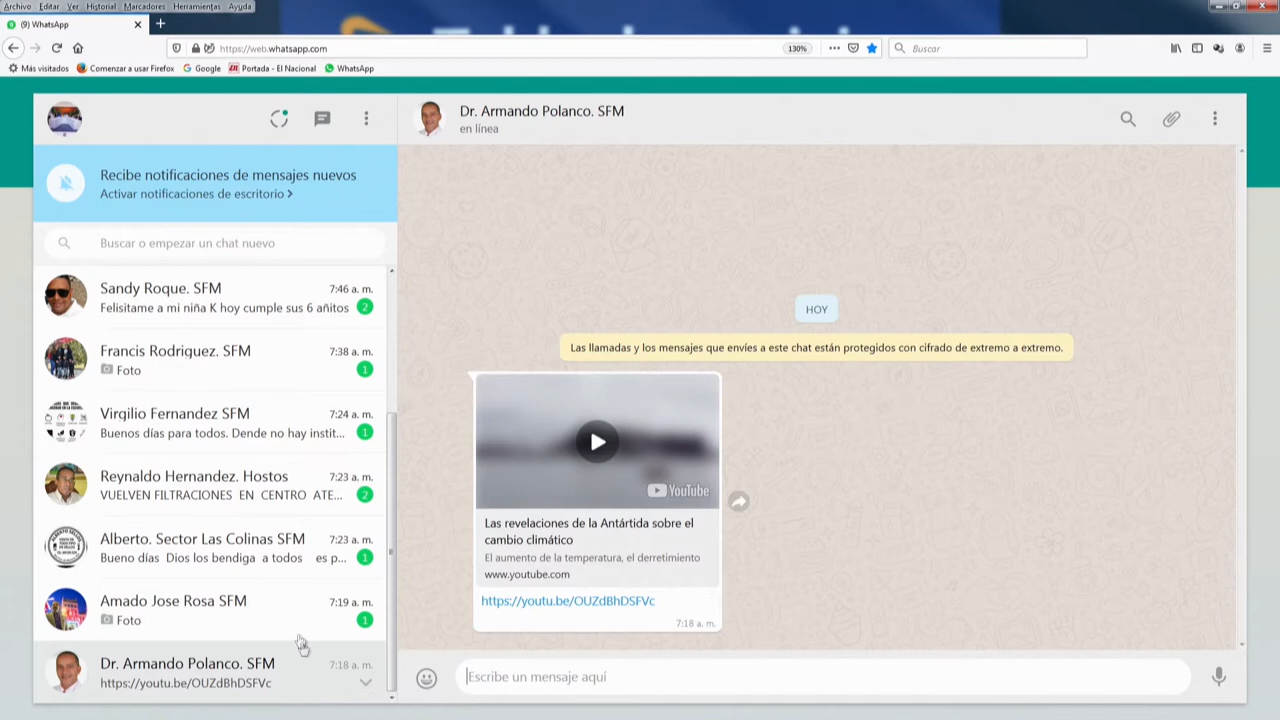 Archivo Editar Ver Historial Marcadores Herramientas Ayuda
(9) WhatsApp
https://web.whatsapp.com
130%
Buscar
Más visitados Comenzar a usar Firefox Google Portada - El Nacional WhatsApp
Dr. Armando Polanco. SFM
en línea
Recibe notificaciones de mensajes nuevos
Activar notificaciones de escritorio
Buscar o empezar un chat nuevo
Sandy Roque. SFM 7:46 a. m.
Felisitame a mi niña K hoy cumple sus 6 añitos 2
Francis Rodriguez. SFM 7:38 a. m.
Foto 1
Virgilio Fernandez SFM 7:24 a. m.
Buenos días para todos. Dende no hay instit... 1
Reynaldo Hernandez. Hostos 7:23 a. m.
VUELVEN FILTRACIONES EN CENTRO ATE... 2
Alberto. Sector Las Colinas SFM 7:23 a. m.
Bueno días Dios los bendiga a todos es p... 1
Amado Jose Rosa SFM 7:19 a. m.
Foto 1
Dr. Armando Polanco. SFM 7:18 a. m.
https://youtu.be/OUZdBhDSFVc
HOY
Las llamadas y los mensajes que envíes a este chat están protegidos con cifrado de extremo a extremo.
YouTube
Las revelaciones de la Antártida sobre el
cambio climático
El aumento de la temperatura, el derretimiento
www.youtube.com
https://youtu.be/OUZdBhDSFVc
7:18 a. m.
Escribe un mensaje aquí